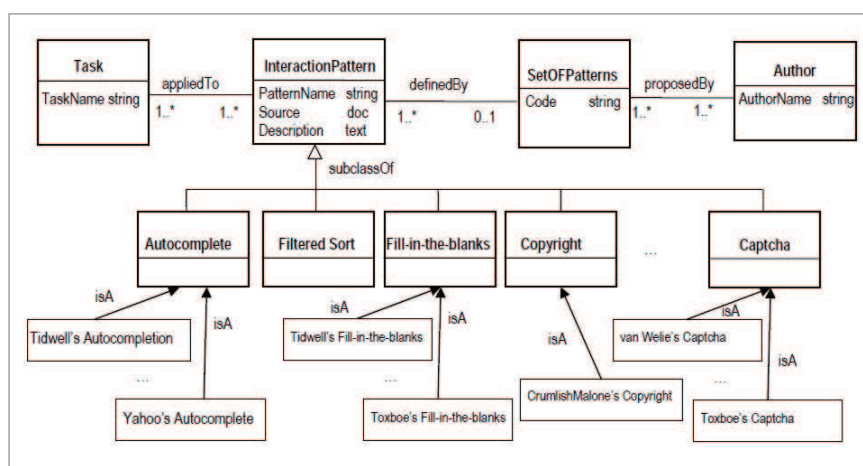 Task
TaskName string
appliedTo
1..*
1..*
InteractionPattern
PatternName string
Source doc
Description text
definedBy
1..*
0..1
SetOFPatterns
Code string
proposedBy
1..*
1..*
Author
AuthorName string
subclassOf
Autocomplete
Filtered Sort
Fill-in-the-blanks
Copyright
...
Captcha
isA
isA
isA
isA
isA
isA
isA
Tidwell's Autocompletion
Tidwell's Fill-in-the-blanks
van Welie's Captcha
...
...
...
CrumlishMalone's Copyright
Yahoo's Autocomplete
Toxboe's Fill-in-the-blanks
Toxboe's Captcha